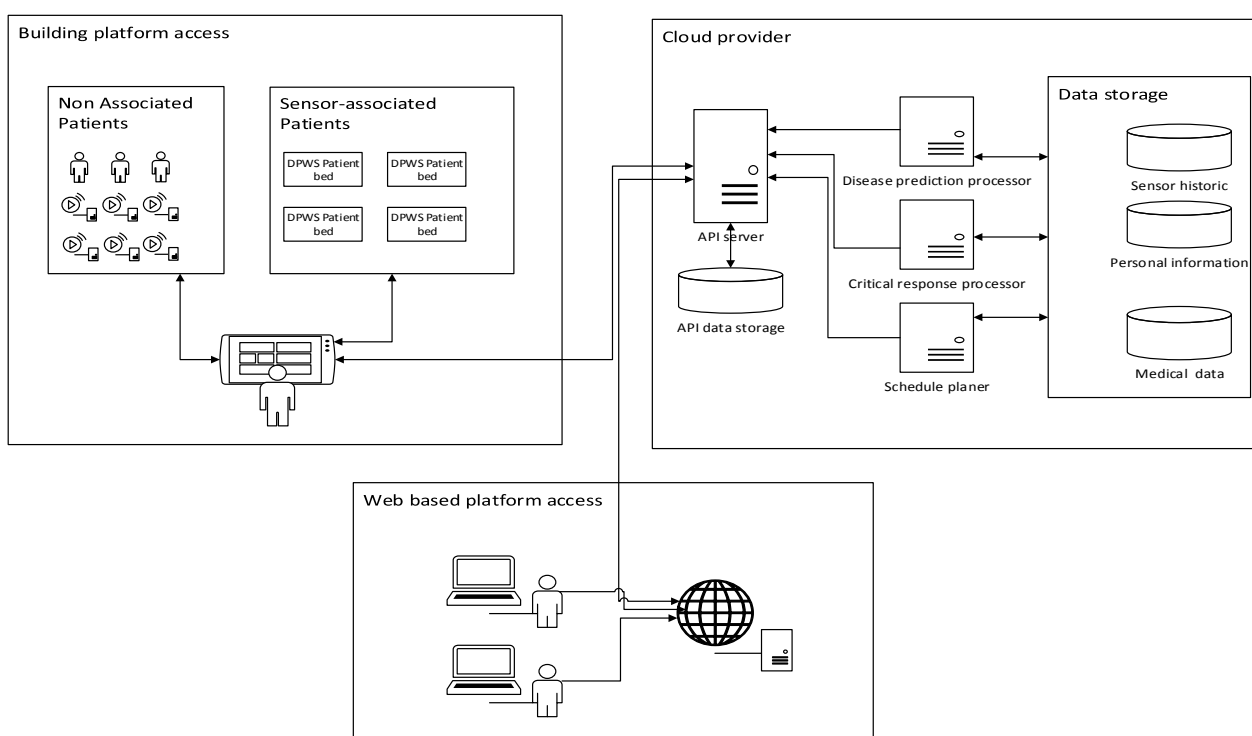 Building platform access
Non Associated
Patients
Sensor-associated
Patients
DPWS Patient
bed
DPWS Patient
bed
DPWS Patient
bed
DPWS Patient
bed
Cloud provider
API server
API data storage
Disease prediction processor
Critical response processor
Schedule planer
Data storage
Sensor historic
Personal information
Medical data
Web based platform access